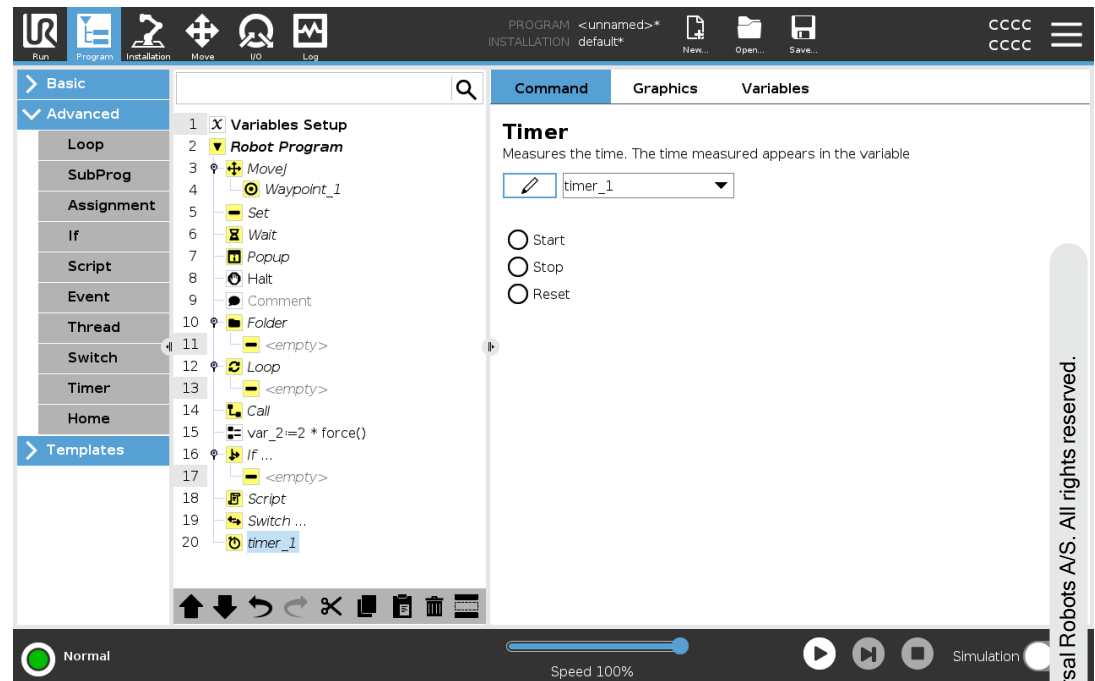 UR
Run
Program
Installation
Move
I/O
Log
PROGRAM <unnamed>*
INSTALLATION default*
New...
Open...
Save...
CCCC
CCCC
Basic
Advanced
Loop
SubProg
Assignment
If
Script
Event
Thread
Switch
Timer
Home
Templates
1 X Variables Setup
2 Robot Program
3 MoveJ
4 Waypoint_1
5 Set
6 Wait
7 Popup
8 Halt
9 Comment
10 Folder
11 <empty>
12 Loop
13 <empty>
14 Call
15 var_2:=2 * force()
16 If ...
17 <empty>
18 Script
19 Switch ...
20 timer_1
Command Graphics Variables
Timer
Measures the time. The time measured appears in the variable
timer_1
Start
Stop
Reset
Normal
Speed 100%
Simulation
Robots A/S. All rights reserved.